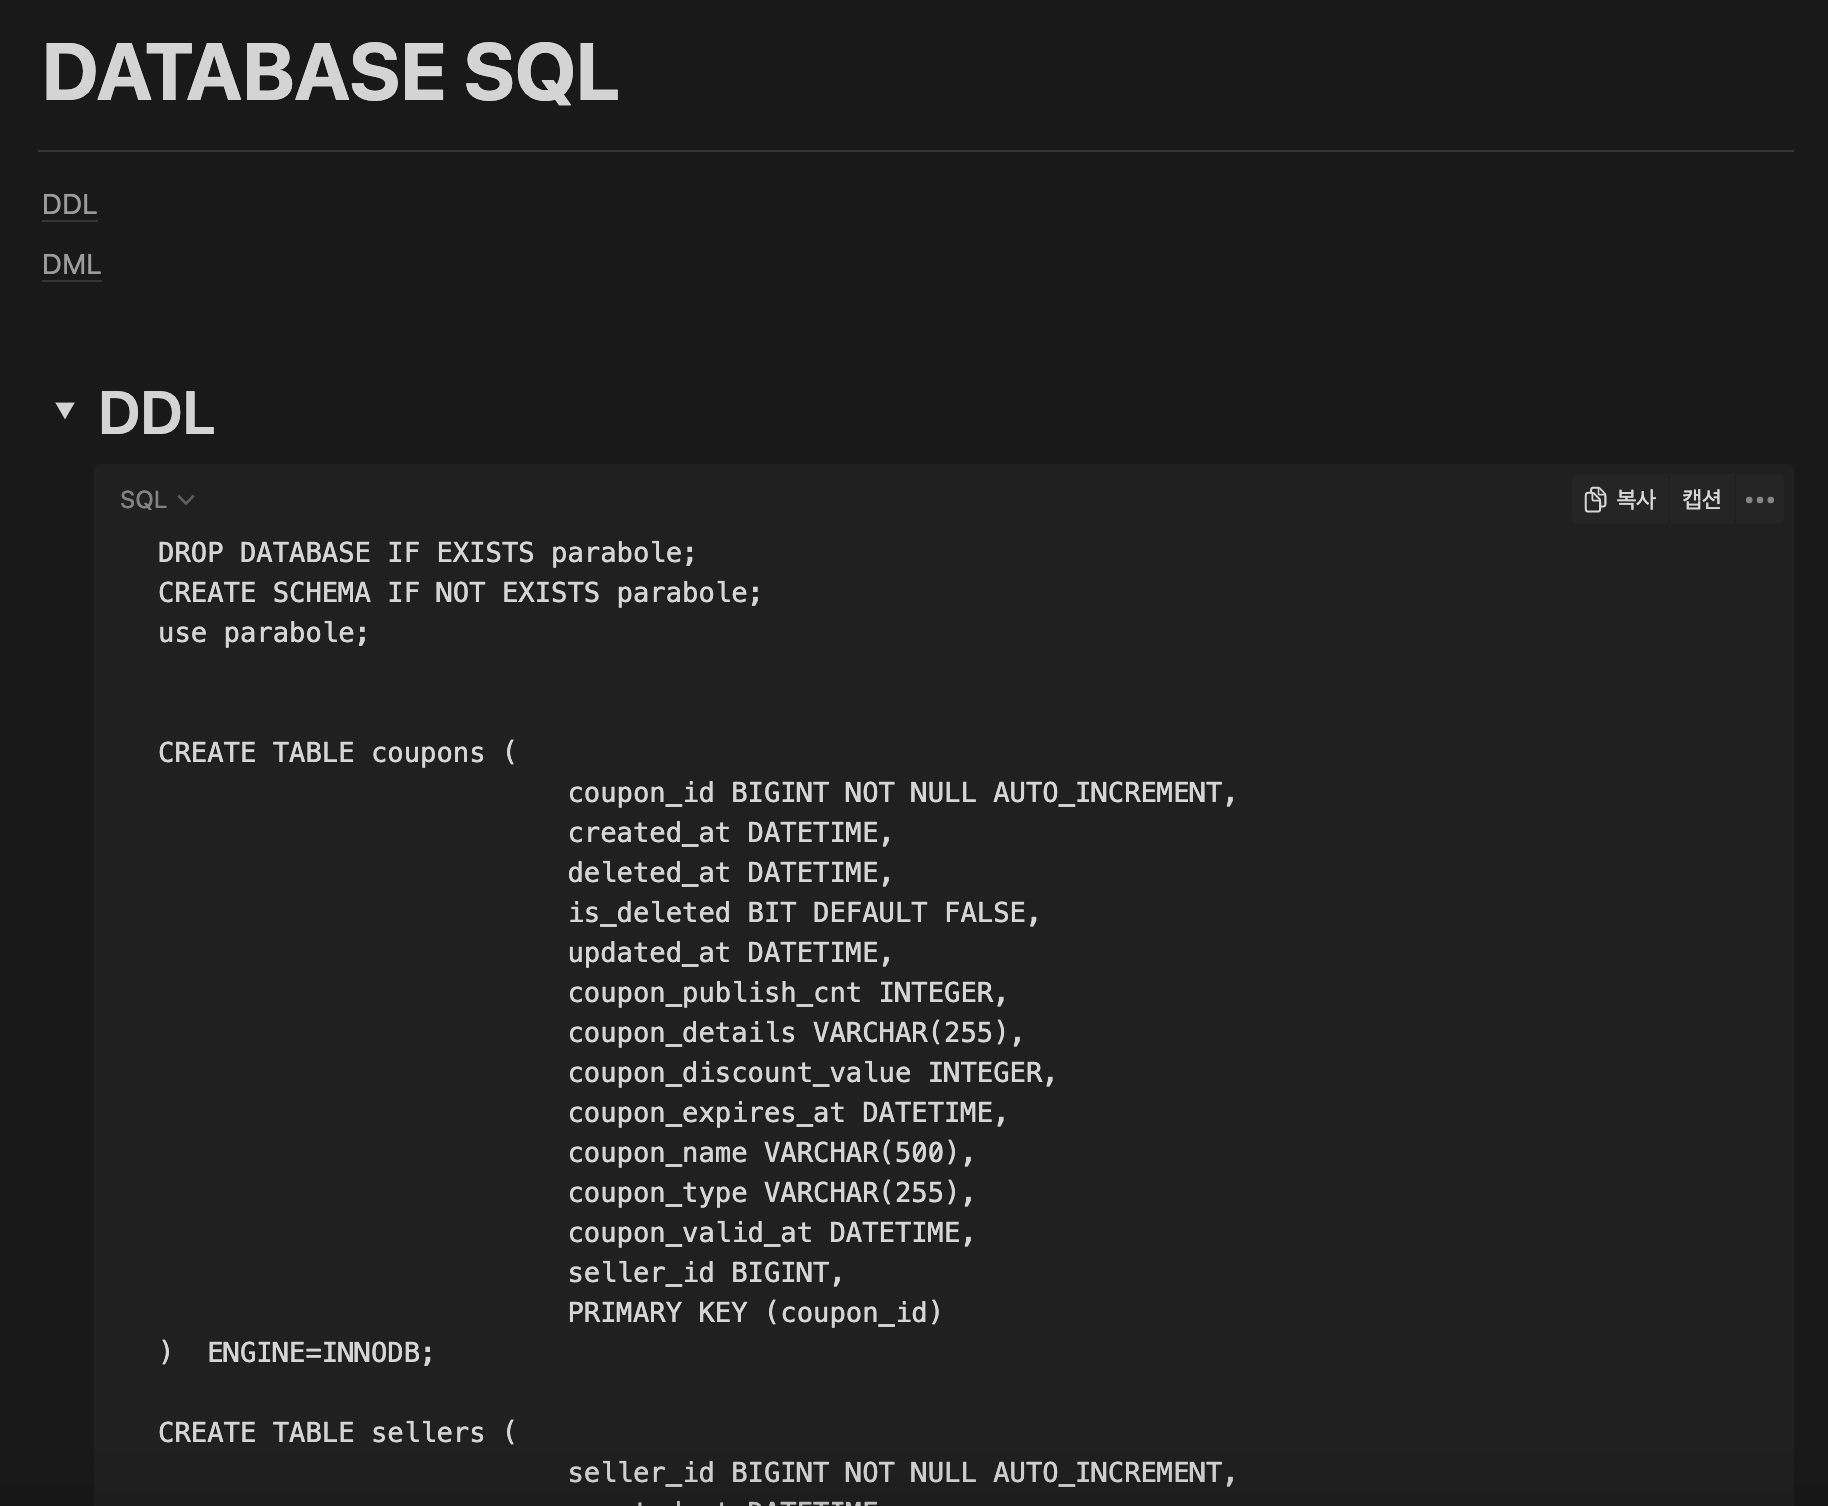 DATABASE SQL
DDL
DML
DDL
SQL
복사 캡션
DROP DATABASE IF EXISTS parabole;
CREATE SCHEMA IF NOT EXISTS parabole;
use parabole;
CREATE TABLE coupons (
coupon_id BIGINT NOT NULL AUTO_INCREMENT,
created_at DATETIME,
deleted_at DATETIME,
is_deleted BIT DEFAULT FALSE,
updated_at DATETIME,
coupon_publish_cnt INTEGER,
coupon_details VARCHAR(255),
coupon_discount_value INTEGER,
coupon_expires_at DATETIME,
coupon_name VARCHAR(500),
coupon_type VARCHAR(255),
coupon_valid_at DATETIME,
seller_id BIGINT,
PRIMARY KEY (coupon_id)
)  ENGINE=INNODB;
CREATE TABLE sellers (
seller_id BIGINT NOT NULL AUTO_INCREMENT,